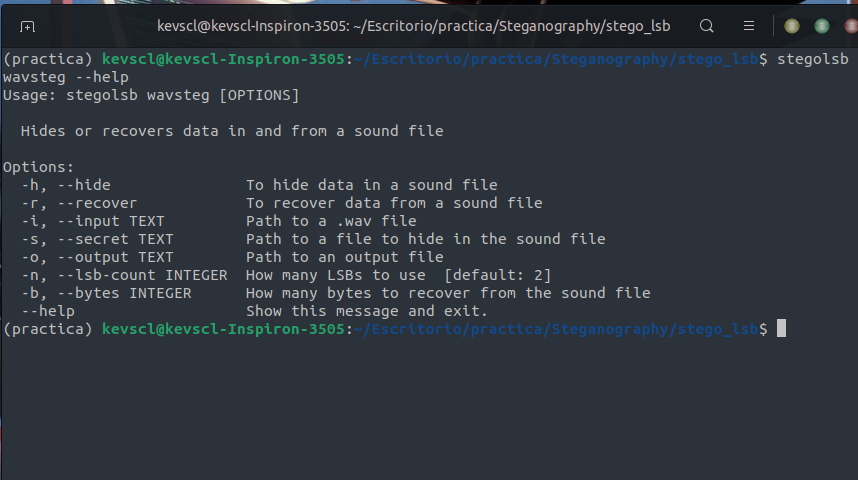 kevscl@kevscl-Inspiron-3505: ~/Escritorio/practica/Steganography/stego_lsb
(practica) kevscl@kevscl-Inspiron-3505:~/Escritorio/practica/Steganography/stego_lsb$ stegolsb
wavsteg --help
Usage: stegolsb wavsteg [OPTIONS]
Hides or recovers data in and from a sound file
Options:
-h, --hide To hide data in a sound file
-r, --recover To recover data from a sound file
-i, --input TEXT Path to a .wav file
-s, --secret TEXT Path to a file to hide in the sound file
-o, --output TEXT Path to an output file
-n, --lsb-count INTEGER How many LSBs to use [default: 2]
-b, --bytes INTEGER How many bytes to recover from the sound file
--help Show this message and exit.
(practica) kevscl@kevscl-Inspiron-3505:~/Escritorio/practica/Steganography/stego_lsb$